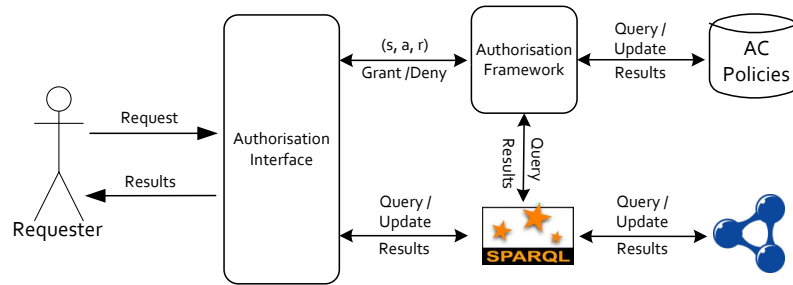 Request
Results
Requester
Authorisation
Interface
(s, a, r)
Grant /Deny
Authorisation
Framework
Query /
Update
Results
AC
Policies
Query
Results
Query /
Update
Results
SPARQL
Query /
Update
Results